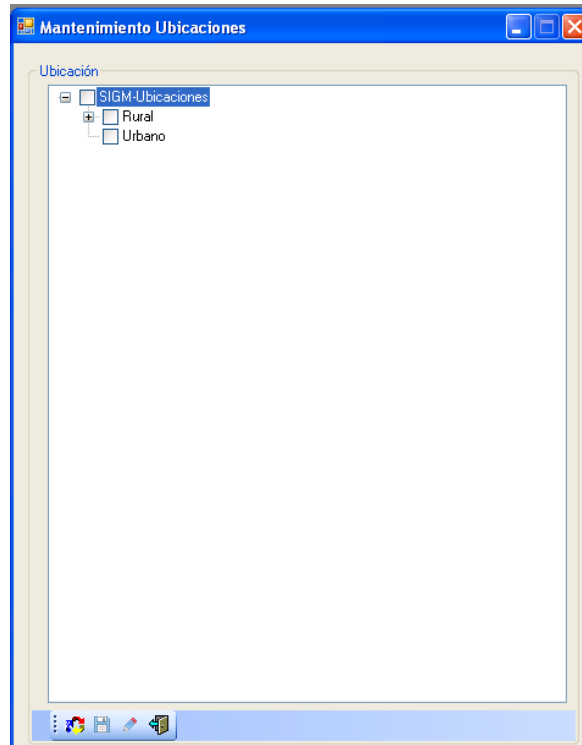 Mantenimiento Ubicaciones
Ubicación
SIGM-Ubicaciones
Rural
Urbano